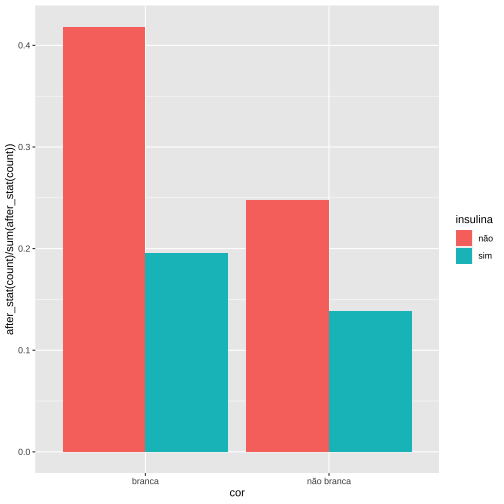 after_stat(count)/sum(after_stat(count))
0.4
0.3
0.2
0.1
0.0
branca
não branca
cor
insulina
não
sim